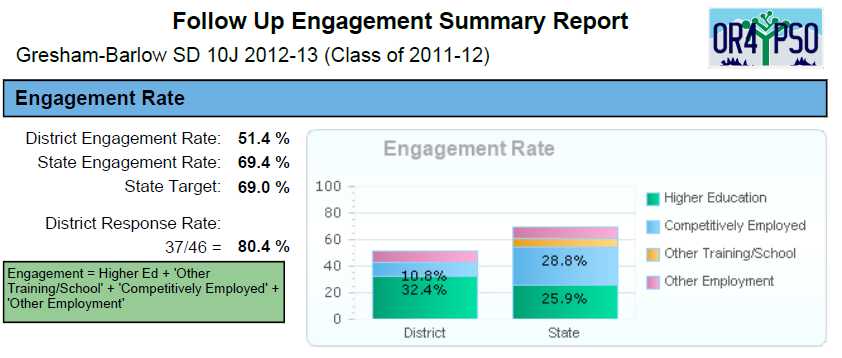 Follow Up Engagement Summary Report
OR4 PSO
Gresham-Barlow SD 10J 2012-13 (Class of 2011-12)
Engagement Rate
District Engagement Rate: 51.4 %
State Engagement Rate: 69.4 %
State Target: 69.0 %
District Response Rate:
37/46 = 80.4 %
Engagement = Higher Ed + 'Other
Training/School' + 'Competitively Employed' +
'Other Employment'
Engagement Rate
100
80
60
40
20
0
10.8%
32.4%
28.8%
25.9%
District
State
Higher Education
Competitively Employed
Other Training/School
Other Employment